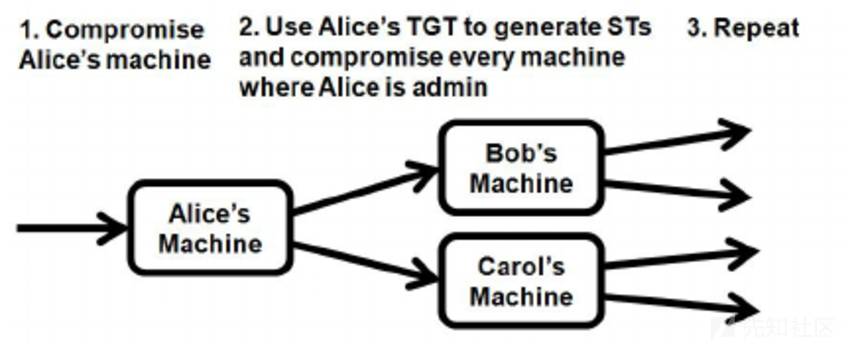 1. Compromise
Alice's machine
2. Use Alice's TGT to generate STs
and compromise every machine
where Alice is admin
3. Repeat
Alice's
Machine
Bob's
Machine
Carol's
Machine
先知社区